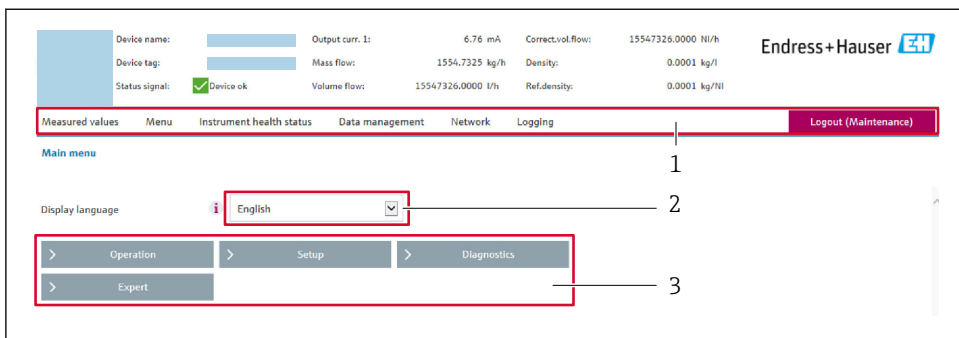 Device name: Output curr. 1: 6.76 mA Correct.vol.flow: 15547326.0000 Nl/h
Endress+Hauser EH
Device tag: Mass flow: 1554.7325 kg/h Density: 0.0001 kg/l
Status signal: Device ok Volume flow: 15547326.0000 l/h Ref.density: 0.0001 kg/Nl
Measured values Menu Instrument health status Data management Network Logging Logout (Maintenance)
1
Main menu
Display language i English 2
> Operation > Setup > Diagnostics
> Expert 3